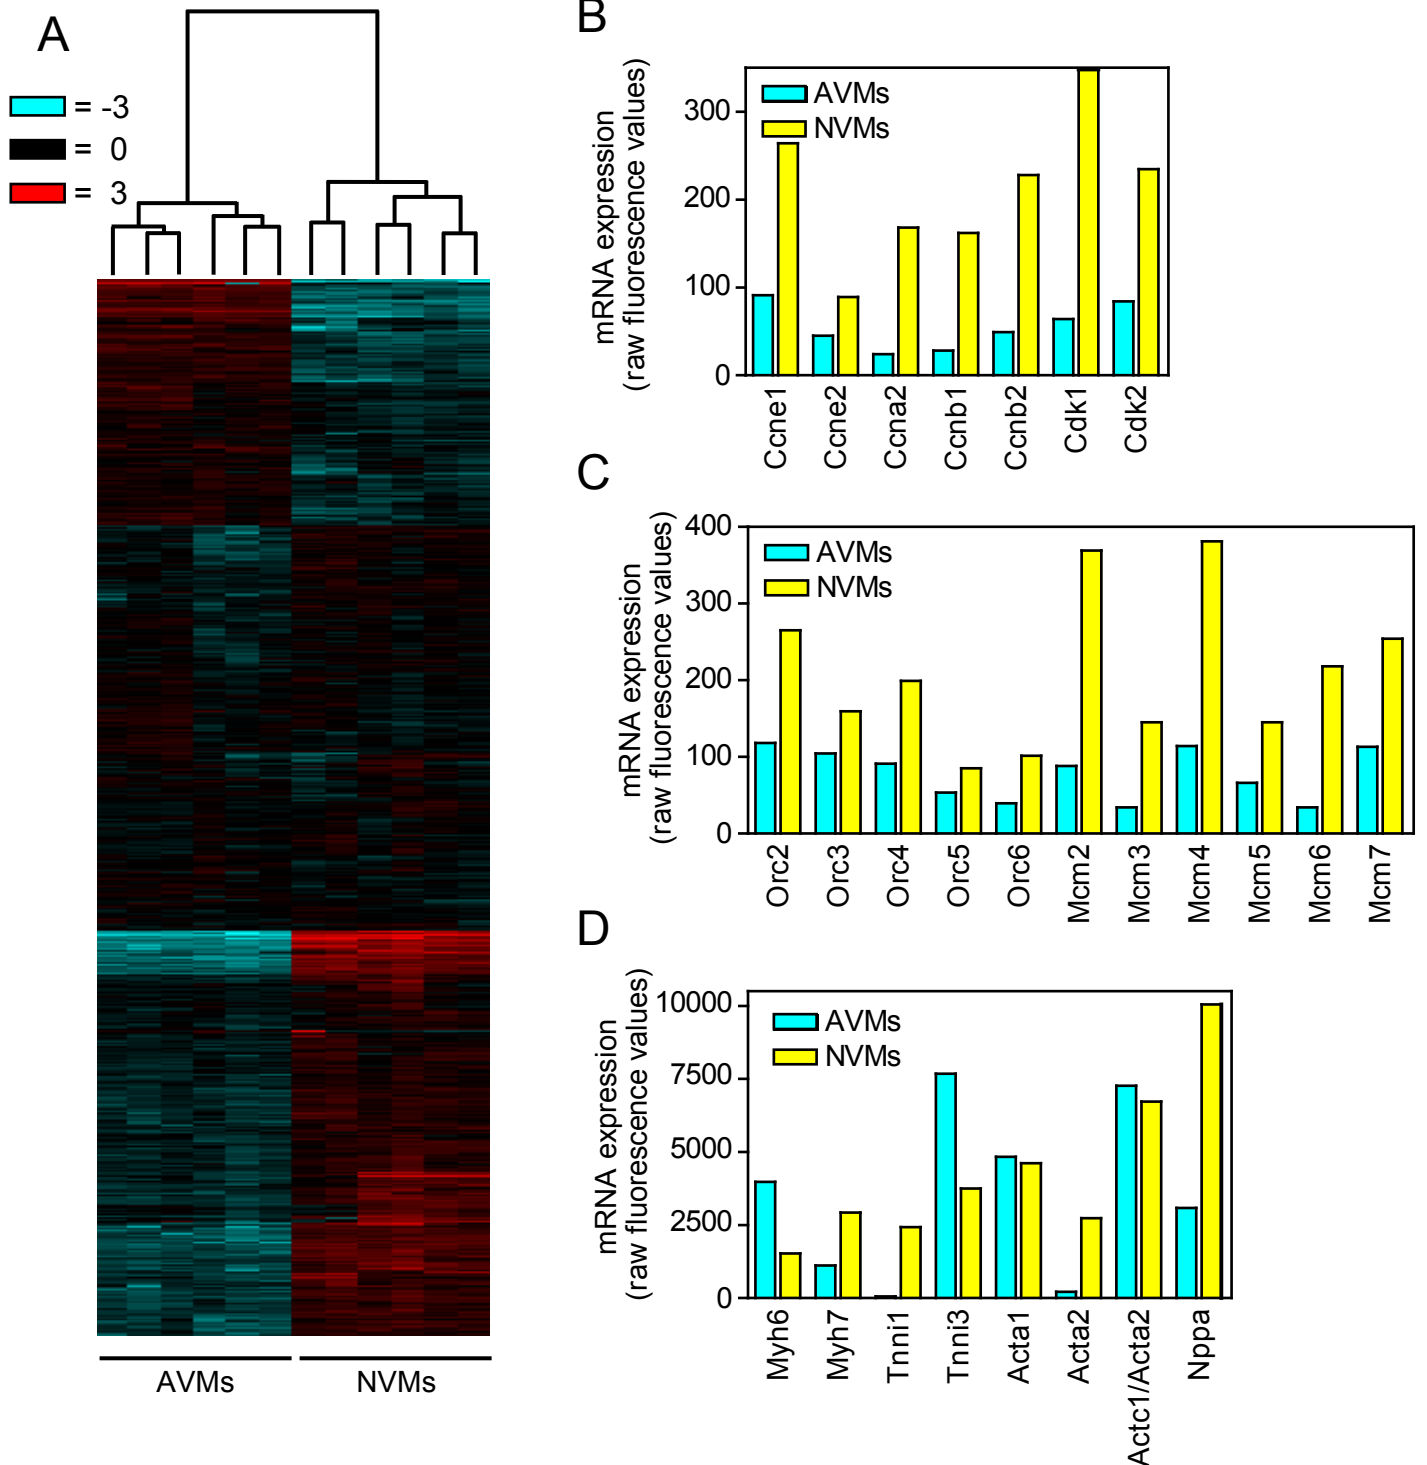 A
= -3
= 0
= 3
AVMs
NVMs
B
mRNA expression
(raw fluorescence values)
300
200
100
0
AVMs
NVMs
Ccne1
Ccne2
Ccna2
Ccnb1
Ccnb2
Cdk1
Cdk2
C
mRNA expression
(raw fluorescence values)
400
300
200
100
0
AVMs
NVMs
Orc2
Orc3
Orc4
Orc5
Orc6
Mcm2
Mcm3
Mcm4
Mcm5
Mcm6
Mcm7
D
mRNA expression
(raw fluorescence values)
10000
7500
5000
2500
0
AVMs
NVMs
Myh6
Myh7
Tnni1
Tnni3
Acta1
Acta2
Actc1/Acta2
Nppa